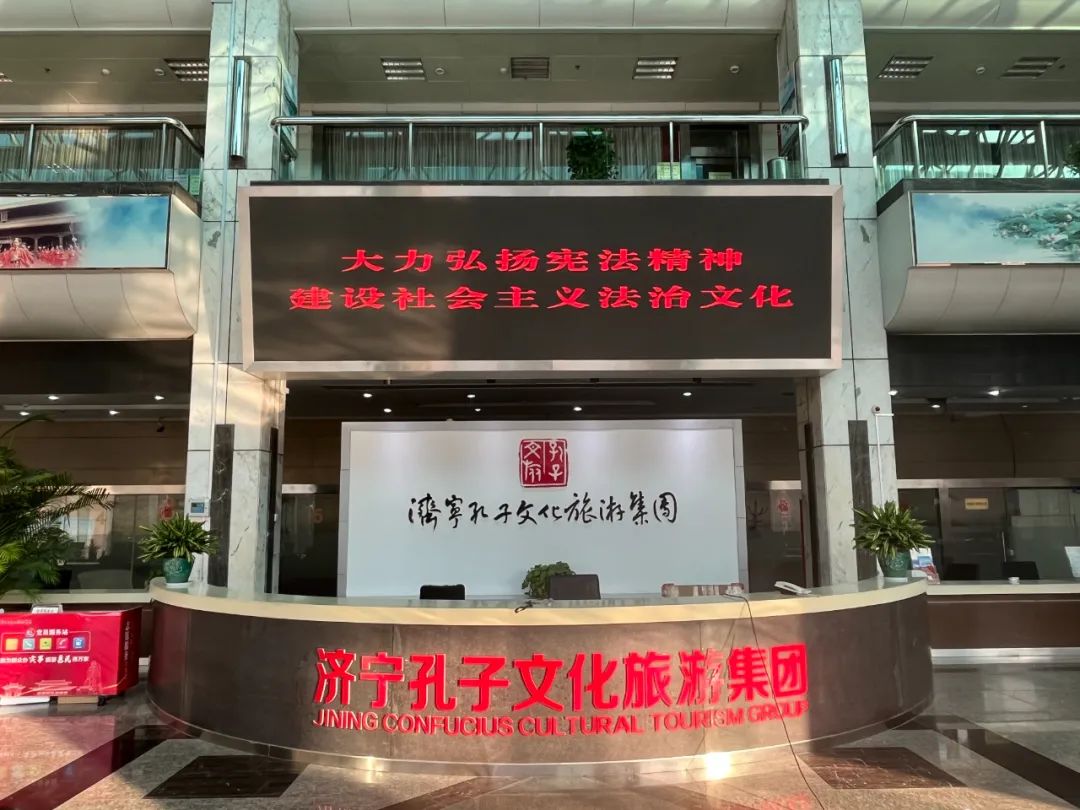 大力弘扬宪法精神
建设社会主义法治文化
济寧孔子文化旅游集团
济宁孔子文化旅游集团
JINING CONFUCIUS CULTURAL TOURISM GROUP